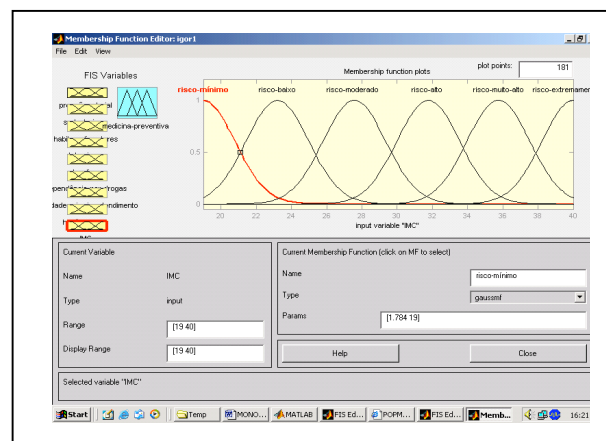 Membership Function Editor: igor1
File Edit View
FIS Variables
medicina-preventiva
Membership function plots
plot points:
181
risco-mínimo
risco-baixo
risco-moderado
risco-alto
risco-muito-alto
1
0.5
0
20 22 24 26 28 30 32 34 36 38 40
input variable "IMC"
Current Variable
Name IMC
Type input
Range [19 40]
Display Range [19 40]
Current Membership Function (click on MF to select)
Name risco-mínimo
Type gaussmf
Params [1.784 19]
Help
Close
Selected variable "IMC"
Start
Temp
MONO...
MATLAB
FIS Ed...
POPM...
FIS Ed...
Memb...
16:21